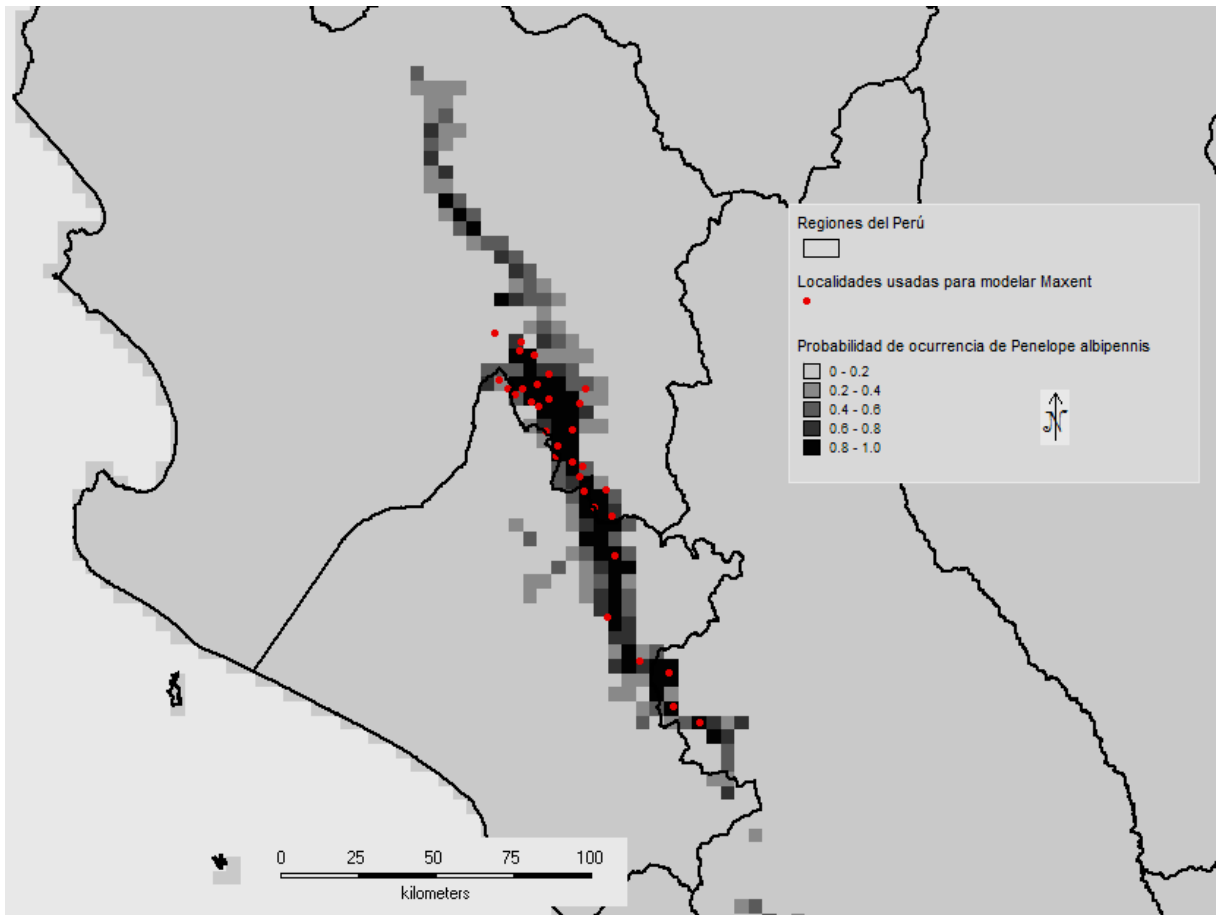 Regiones del Perú
Localidades usadas para modelar Maxent
Probabilidad de ocurrencia de Penelope albipennis
0 - 0.2
0.2 - 0.4
0.4 - 0.6
0.6 - 0.8
0.8 - 1.0
N
0 25 50 75 100
kilometers